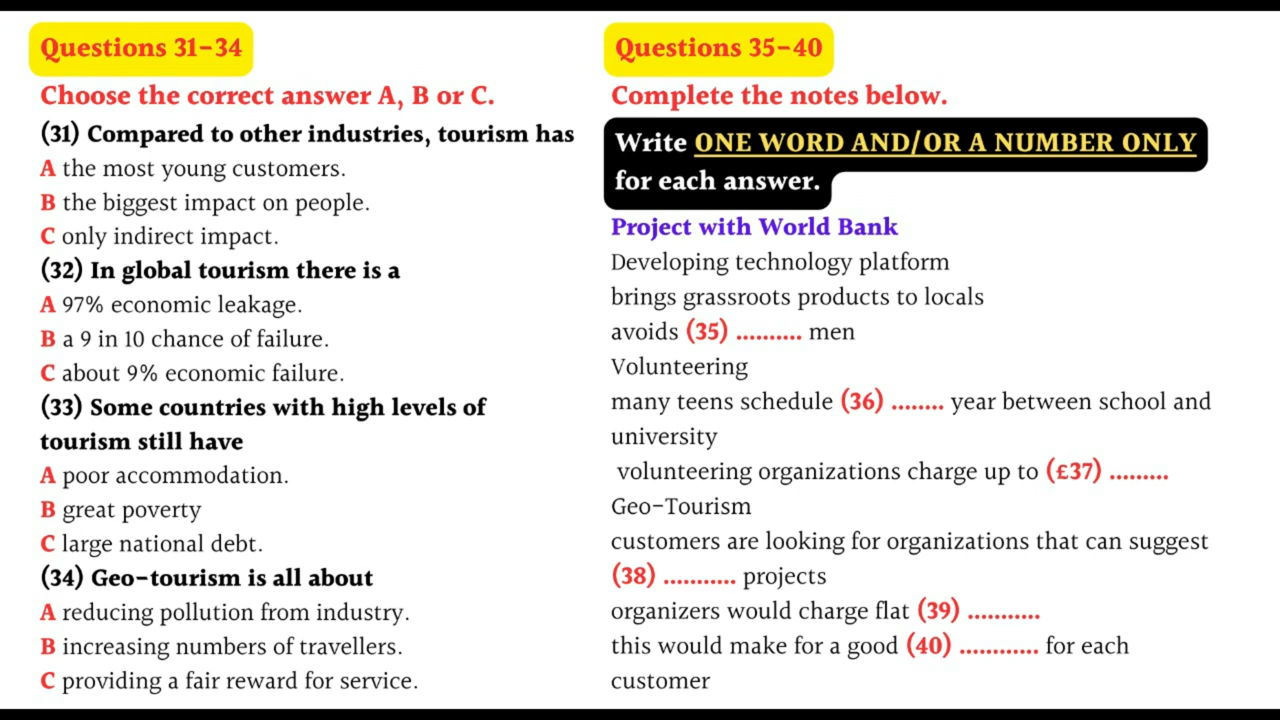 Questions 31-34
Choose the correct answer A, B or C.
(31) Compared to other industries, tourism has
A the most young customers.
B the biggest impact on people.
C only indirect impact.
(32) In global tourism there is a
A 97% economic leakage.
B a 9 in 10 chance of failure.
C about 9% economic failure.
(33) Some countries with high levels of
tourism still have
A poor accommodation.
B great poverty
C large national debt.
(34) Geo-tourism is all about
A reducing pollution from industry.
B increasing numbers of travellers.
C providing a fair reward for service.
Questions 35-40
Complete the notes below.
Write ONE WORD AND/OR A NUMBER ONLY
for each answer.
Project with World Bank
Developing technology platform
brings grassroots products to locals
avoids (35) .......... men
Volunteering
many teens schedule (36) ........ year between school and
university
volunteering organizations charge up to (£37) .........
Geo-Tourism
customers are looking for organizations that can suggest
(38) ........... projects
organizers would charge flat (39) ...........
this would make for a good (40) ............ for each
customer